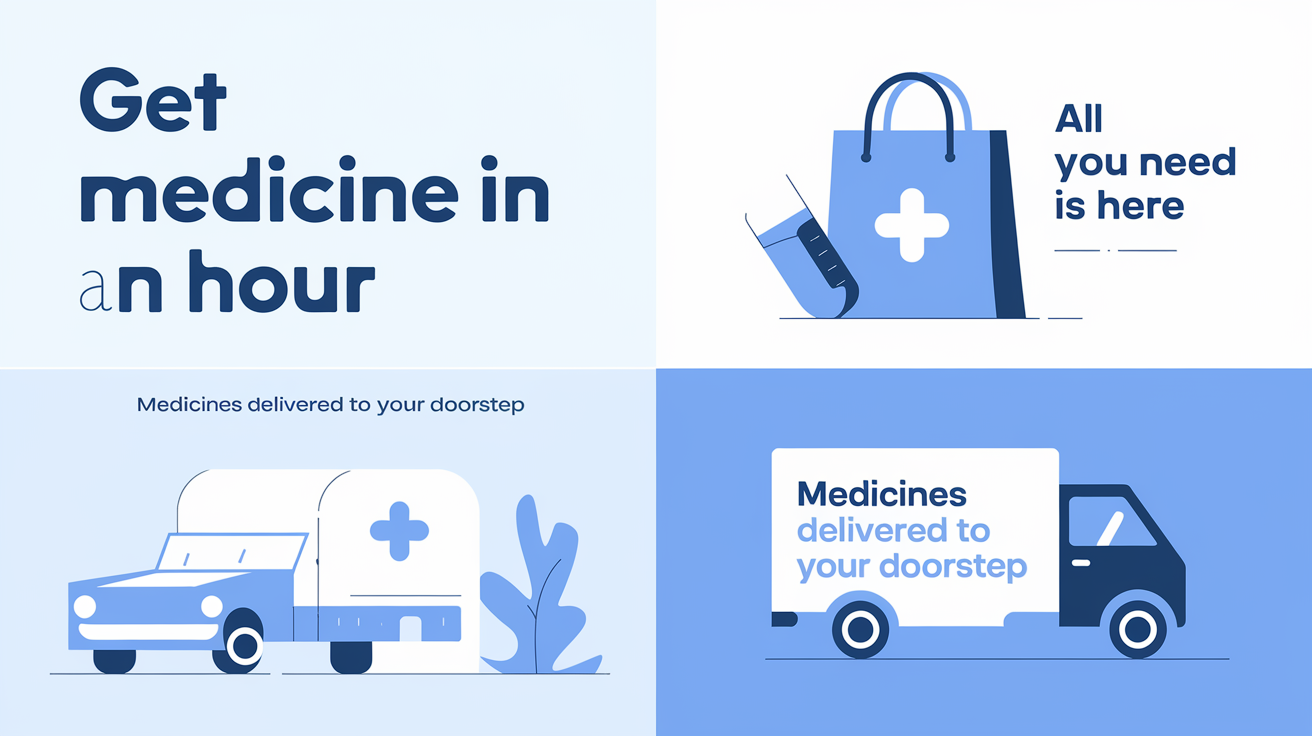 Get
medicine in
an hour
All
you need
is here
Medicines delivered to your doorstep
Medicines
delivered to
your doorstep